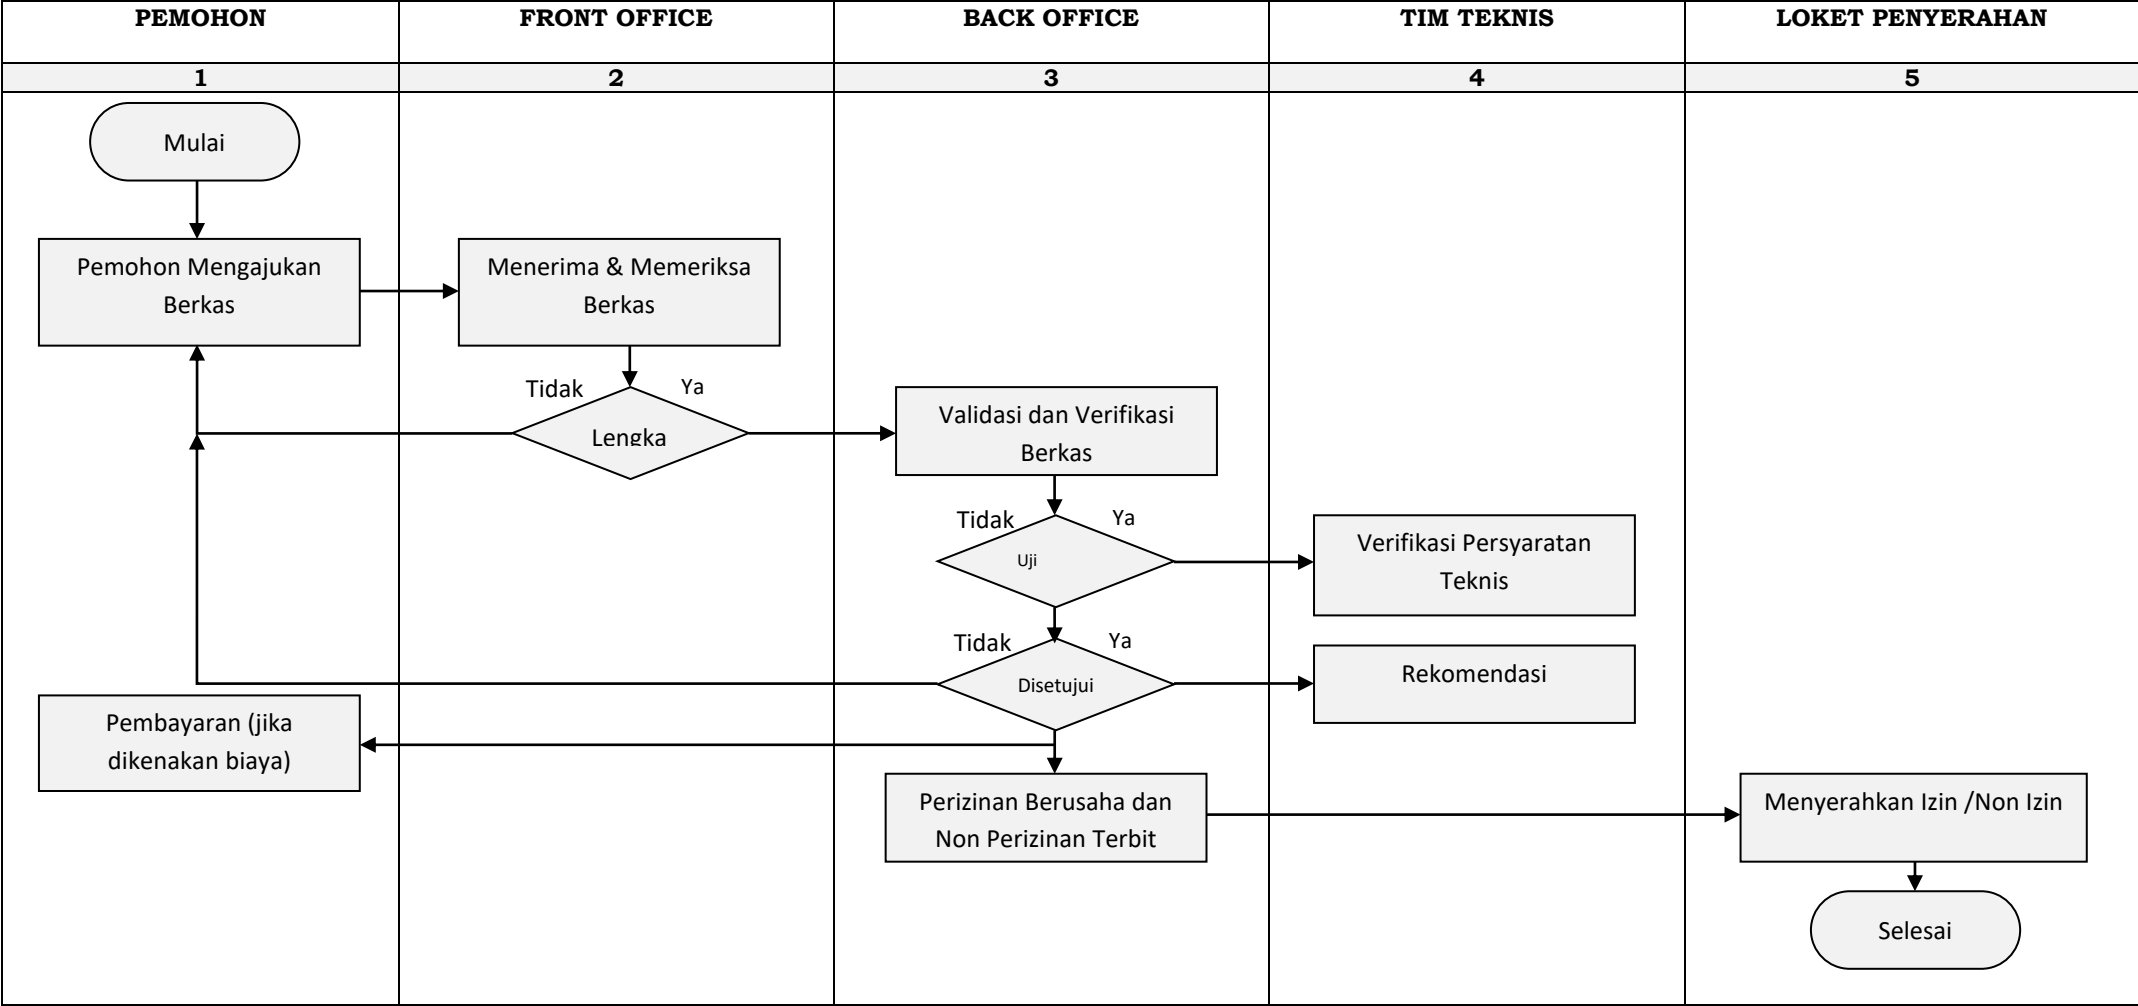 PEMOHON
FRONT OFFICE
BACK OFFICE
TIM TEKNIS
LOKET PENYERAHAN
1
2
3
4
5
Mulai
Pemohon Mengajukan
Berkas
Menerima & Memeriksa
Berkas
Tidak
Ya
Lengka
Validasi dan Verifikasi
Berkas
Tidak
Ya
Uji
Verifikasi Persyaratan
Teknis
Tidak
Ya
Disetujui
Rekomendasi
Pembayaran (jika
dikenakan biaya)
Perizinan Berusaha dan
Non Perizinan Terbit
Menyerahkan Izin /Non Izin
Selesai